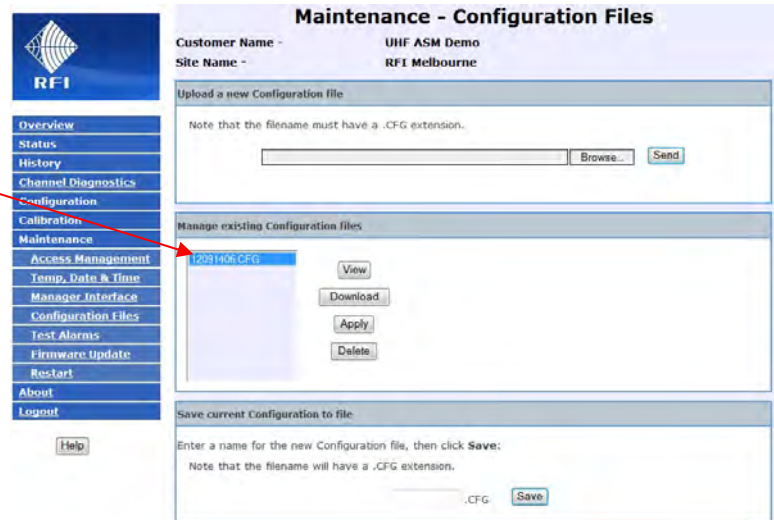 Maintenance - Configuration Files
Customer Name - UHF ASM Demo
Site Name - RFI Melbourne
RFI
Overview
Status
History
Channel Diagnostics
Configuration
Calibration
Maintenance
Access Management
Temp, Date & Time
Manager Interface
Configuration Files
Test Alarms
Firmware Update
Restart
About
Logout
Help
Upload a new Configuration file
Note that the filename must have a .CFG extension.
Browse... Send
Manage existing Configuration files
12091406.CFG
View
Download
Apply
Delete
Save current Configuration to file
Enter a name for the new Configuration file, then click Save:
Note that the filename will have a .CFG extension.
.CFG Save